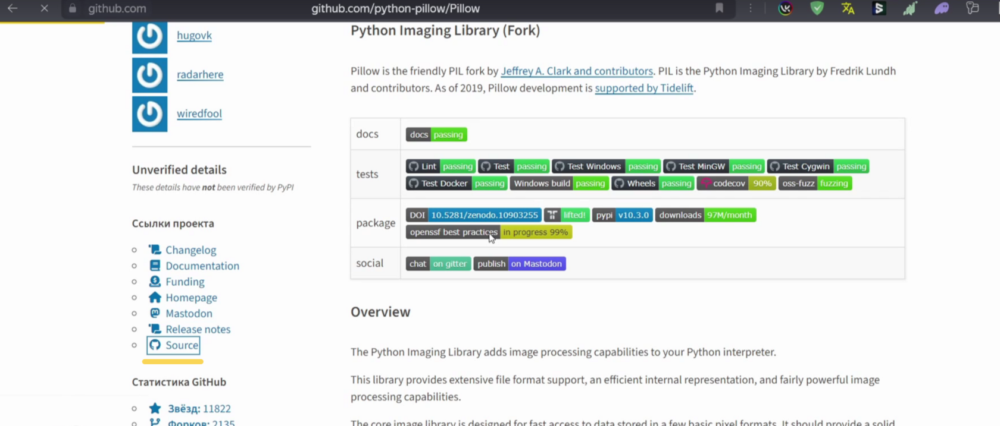 github.com
github.com/python-pillow/Pillow
hugovk
radarhere
wiredfool
Unverified details
These details have not been verified by PyPI
Ссылки проекта
Changelog
Documentation
Funding
Homepage
Mastodon
Release notes
Source
Статистика GitHub
Звёзд: 11822
Форков: 2135
Python Imaging Library (Fork)
Pillow is the friendly PIL fork by Jeffrey A. Clark and contributors. PIL is the Python Imaging Library by Fredrik Lundh
and contributors. As of 2019, Pillow development is supported by Tidelift.
docs
docs passing
tests
Lint passing Test passing Test Windows passing Test MinGW passing Test Cygwin passing
Test Docker passing Windows build passing Wheels passing codecov 90% oss-fuzz fuzzing
package
DOI 10.5281/zenodo.10903255 lifted! pypi v10.3.0 downloads 97M/month
openssf best practices in progress 99%
social
chat on gitter publish on Mastodon
Overview
The Python Imaging Library adds image processing capabilities to your Python interpreter.
This library provides extensive file format support, an efficient internal representation, and fairly powerful image
processing capabilities.
The core image library is designed for fast access to data stored in a few basic pixel formats. It should provide a solid